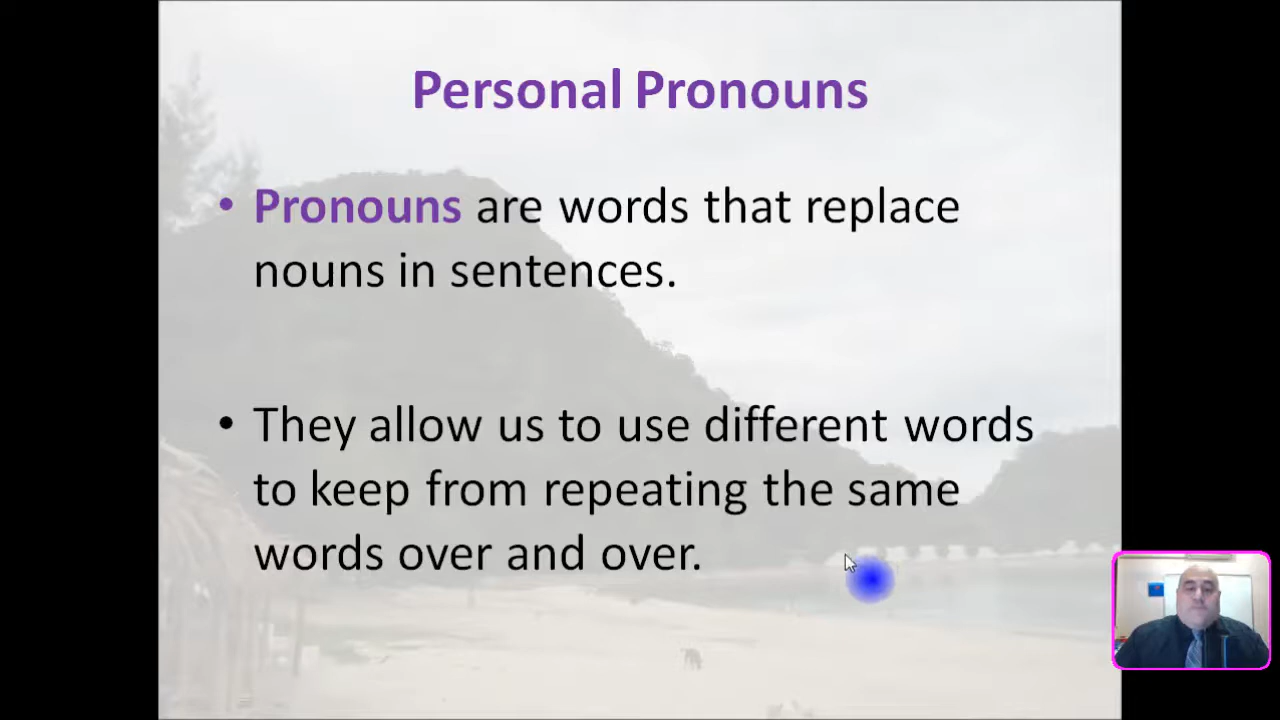 Personal Pronouns
• Pronouns are words that replace
nouns in sentences.
• They allow us to use different words
to keep from repeating the same
words over and over.